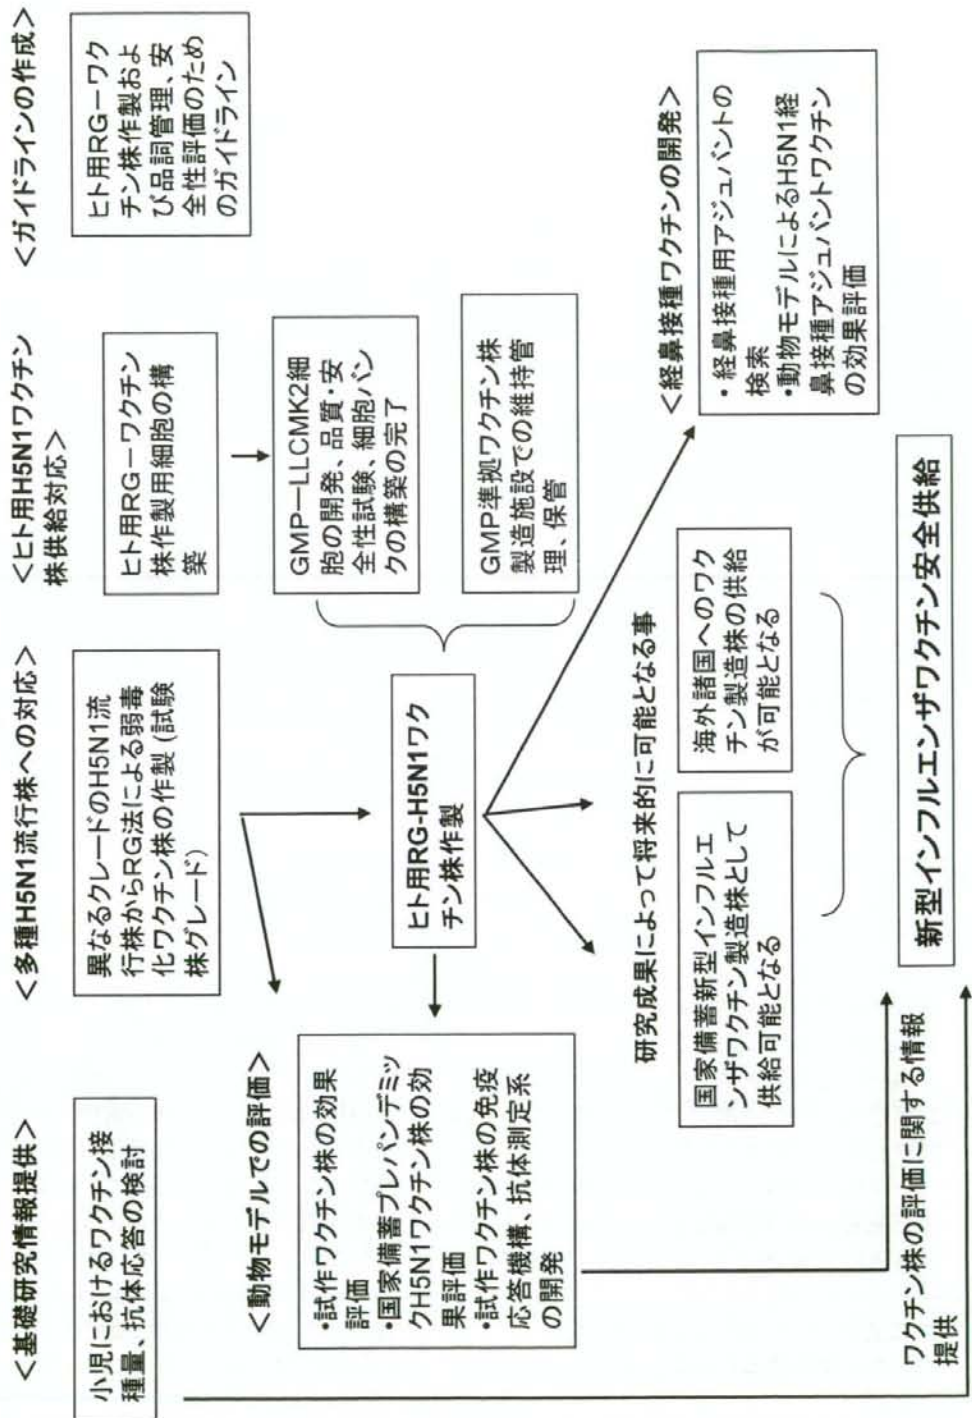 ＜基礎研究情報提供＞
小児におけるワクチン接
種量、抗体応答の検討
＜多種H5N1流行株への対応＞
異なるクレードのH5N1流
行株からRG法による弱毒
化ワクチン株の作製（試験
株グレード）
＜ヒト用H5N1ワクチン
株供給対応＞
ヒト用RGーワクチン
株作製用細胞の構
築
GMPーLLCMK2細
胞の開発、品質・安
全性試験、細胞バン
クの構築の完了
GMP準拠ワクチン株
製造施設での維持管
理、保管
＜ガイドラインの作成＞
ヒト用RGーワク
チン株作製およ
び品詞管理、安
全性評価のため
のガイドライン
＜動物モデルでの評価＞
・試作ワクチン株の効果
評価
・国家備蓄プレパンデミッ
クH5N1ワクチン株の効
果評価
・試作ワクチン株の免疫
応答機構、抗体測定系
の開発
ヒト用RG-H5N1ワク
チン株作製
研究成果によって将来的に可能となる事
国家備蓄新型インフルエ
ンザワクチン製造株として
供給可能となる
海外諸国へのワク
チン製造株の供給
が可能となる
＜経鼻接種ワクチンの開発＞
・経鼻接種用アジュバントの
検索
・動物モデルによるH5N1経
鼻接種アジュバントワクチン
の効果評価
ワクチン株の評価に関する情報
提供
新型インフルエンザワクチン安全供給